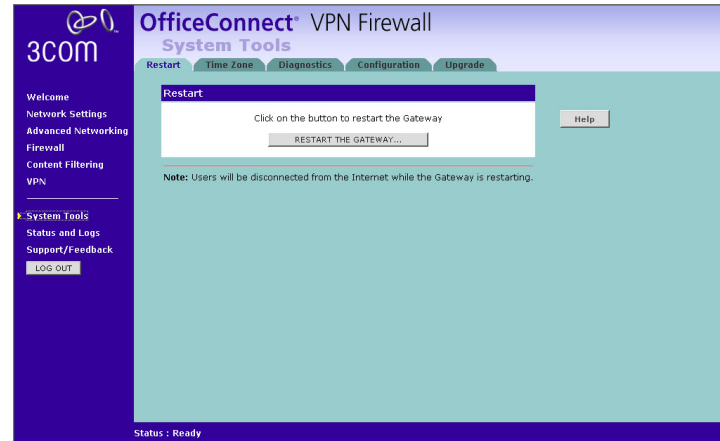 3COM
OfficeConnect® VPN Firewall
System Tools
Restart Time Zone Diagnostics Configuration Upgrade
Welcome
Network Settings
Advanced Networking
Firewall
Content Filtering
VPN
System Tools
Status and Logs
Support/Feedback
LOG OUT
Restart
Click on the button to restart the Gateway
RESTART THE GATEWAY...
Help
Note: Users will be disconnected from the Internet while the Gateway is restarting.
Status : Ready